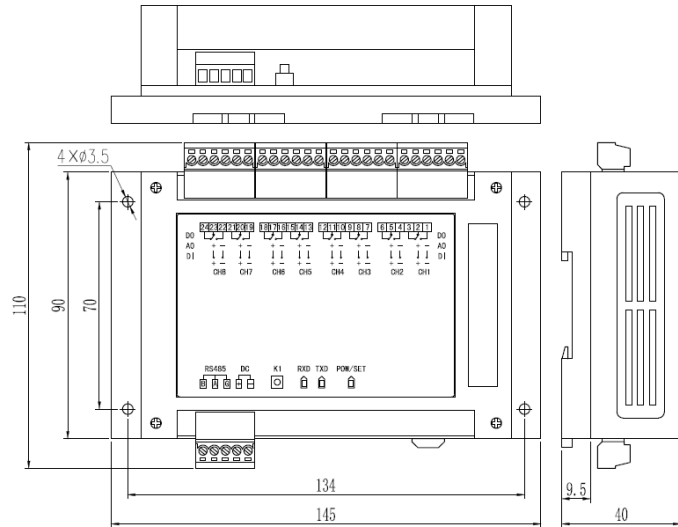 4×ø3.5
24 23 22 21 20 19 18 17 16 15 14 13 12 11 10 9 8 7 6 5 4 3 2 1
DO DO
AO + - + - + - + - + - + - + - + - AO
DI + - + - + - + - + - + - + - + - DI
CH8 CH7 CH6 CH5 CH4 CH3 CH2 CH1
110
90
70
RS485 DC K1 RXD TXD POW/SET
B A G
134
145
9.5
40